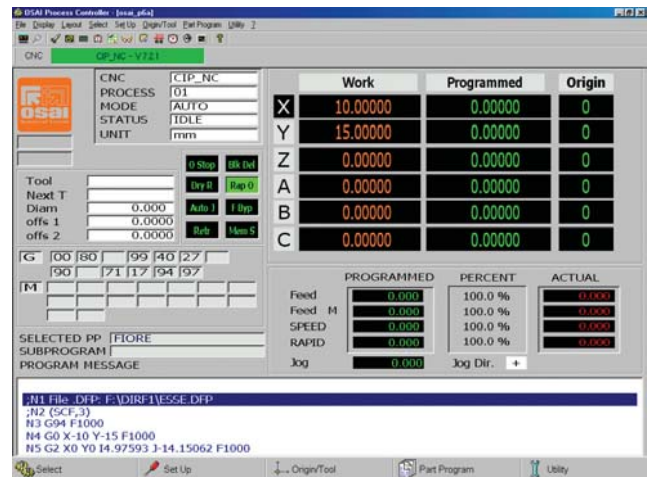 OSAI Process Controller - [osai_p6a]
File Display Layout Select Set Up Origin/Tool Part Program Utility ?
CNC CIP_NC - V7.2.1
osai
CNC CIP_NC
PROCESS 01
MODE AUTO
STATUS IDLE
UNIT mm
O Stop Blk Del
Dry R Rap O
Auto J F Byp
Retr Mem S
Tool
Next T
Diam 0.000
offs 1 0.0000
offs 2 0.0000
G 00 80 99 40 27
90 71 17 94 97
M
SELECTED PP FIORE
SUBPROGRAM
PROGRAM MESSAGE
Work Programmed Origin
X 10.00000 0.00000 0
Y 15.00000 0.00000 0
Z 0.00000 0.00000 0
A 0.00000 0.00000 0
B 0.00000 0.00000 0
C 0.00000 0.00000 0
PROGRAMMED PERCENT ACTUAL
Feed 0.000 100.0 % 0.000
Feed M 0.000 100.0 % 0.000
SPEED 0.000 100.0 % 0.000
RAPID 0.000 100.0 % 0.000
Jog 0.000 Jog Dir. +
;N1 File .DFP: F:\DIRF1\ESSE.DFP
;N2 (SCF,3)
N3 G94 F1000
N4 G0 X-10 Y-15 F1000
N5 G2 X0 Y0 I4.97593 J-14.15062 F1000
Select Set Up Origin/Tool Part Program Utility